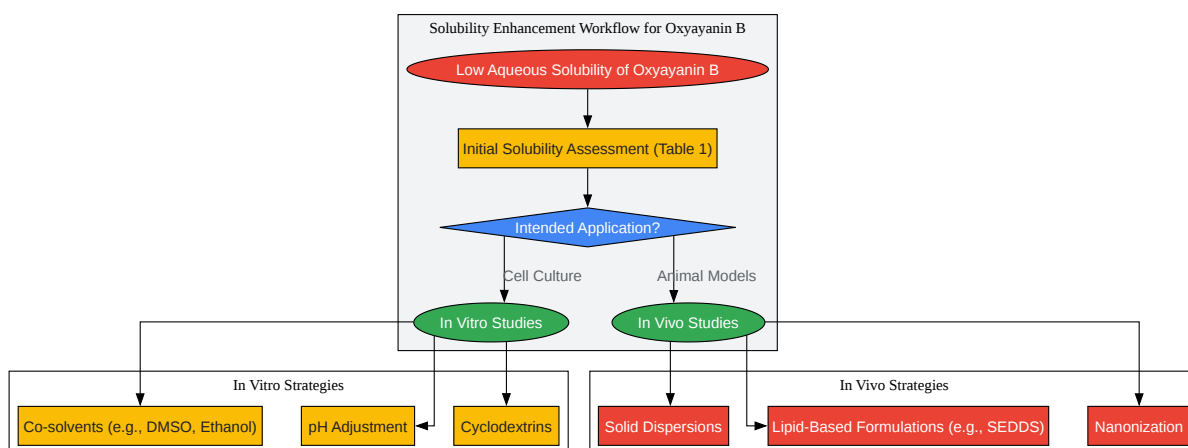 Solubility Enhancement Workflow for Oxyayanin B
Low Aqueous Solubility of Oxyayanin B
Initial Solubility Assessment (Table 1)
Intended Application?
Cell Culture
Animal Models
In Vitro Studies
In Vivo Studies
In Vitro Strategies
Co-solvents (e.g., DMSO, Ethanol)
pH Adjustment
Cyclodextrins
In Vivo Strategies
Solid Dispersions
Lipid-Based Formulations (e.g., SEDDS)
Nanonization